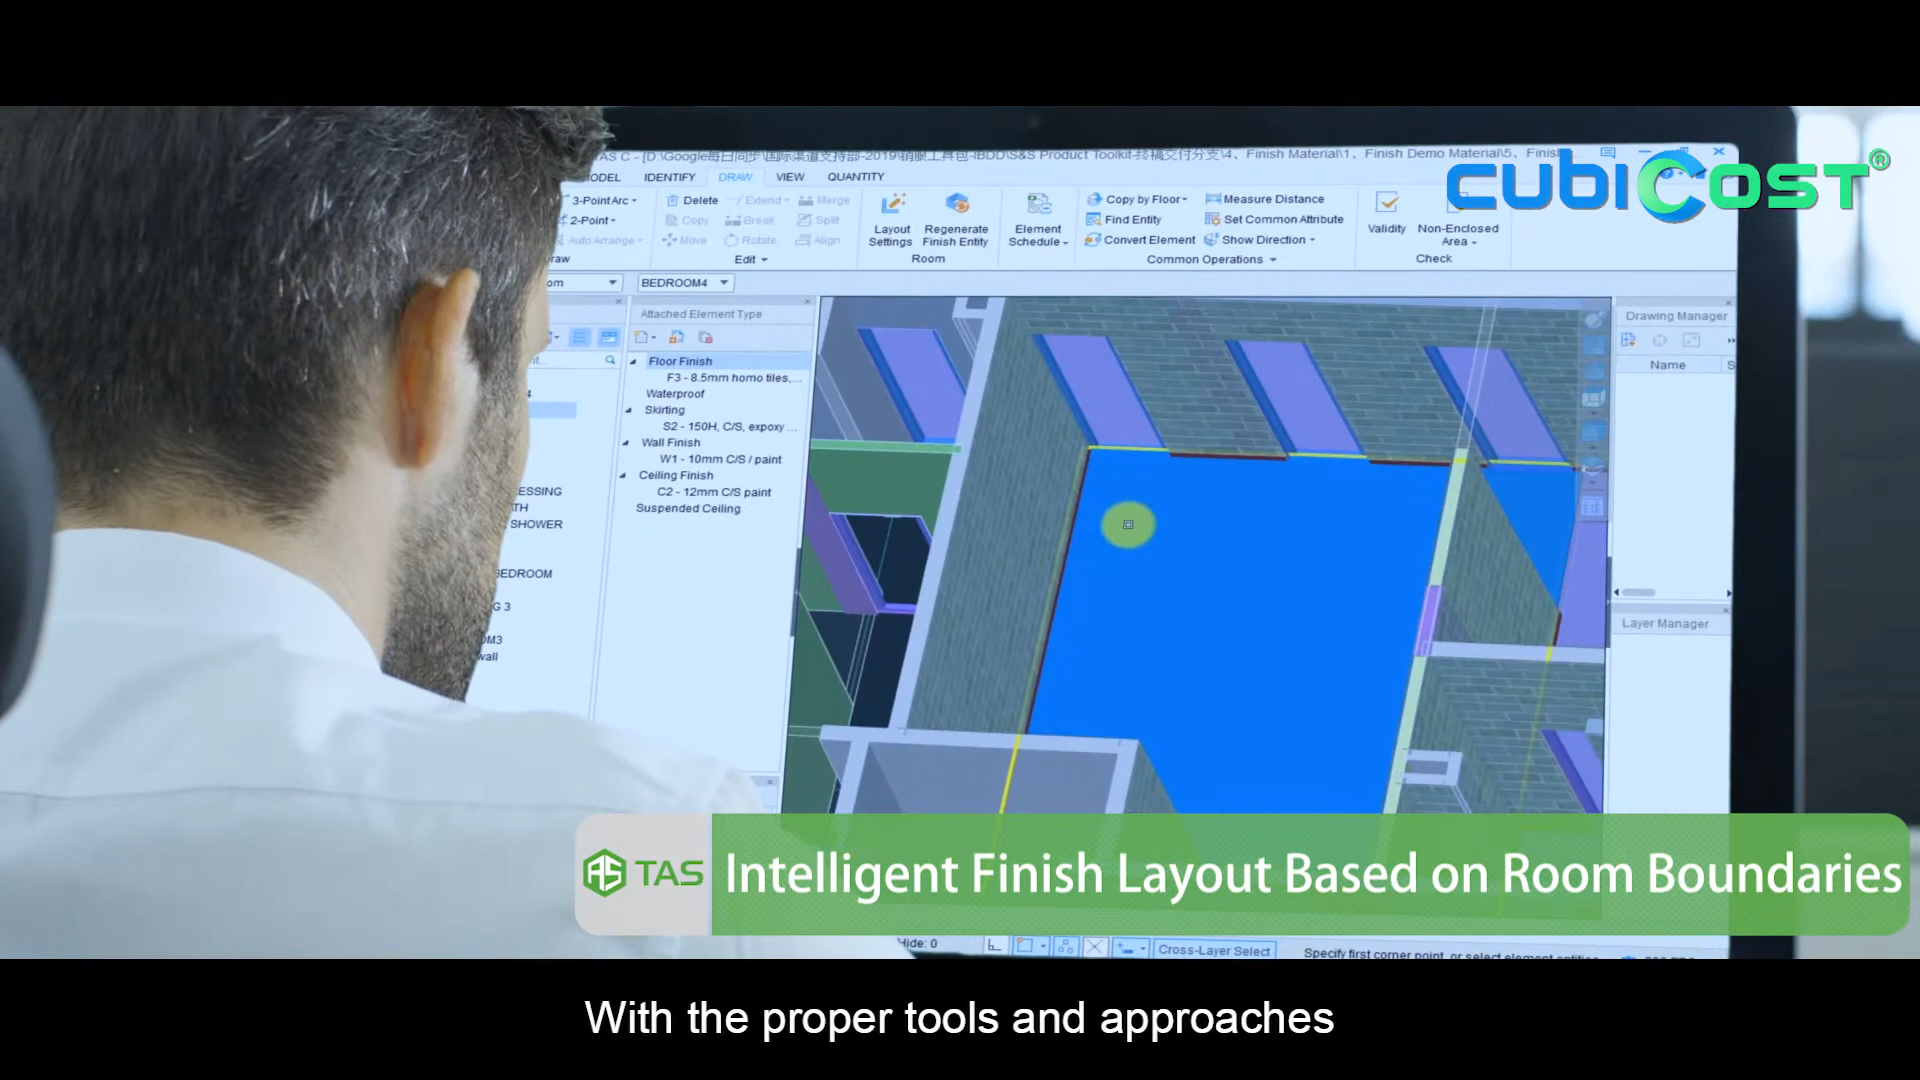 TAS C - [D:\Google每日同步\国际渠道支持部-2019\销服工具包-IBDD\S&S Product Toolkit-终稿交付分支\4、Finish Material\1、Finish Demo Material\5、Finish
cubicost®
MODEL IDENTIFY DRAW VIEW QUANTITY
3-Point Arc Delete Extend Merge
2-Point Copy Break Split
Auto Arrange Move Rotate Align
Edit
Layout Settings
Regenerate Finish Entity
Room
Element Schedule
Copy by Floor Measure Distance
Find Entity Set Common Attribute
Convert Element Show Direction
Common Operations
Validity
Non-Enclosed Area
Check
BEDROOM4
Attached Element Type
Floor Finish
F3 - 8.5mm homo tiles,...
Waterproof
Skirting
S2 - 150H, C/S, expoxy ...
Wall Finish
W1 - 10mm C/S / paint
Ceiling Finish
C2 - 12mm C/S paint
Suspended Ceiling
ESSING
SHOWER
BEDROOM
G 3
OM3
wall
Drawing Manager
Name
Layer Manager
AS TAS Intelligent Finish Layout Based on Room Boundaries
Hide: 0 Cross-Layer Select Specify first corner point, or select element entities
With the proper tools and approaches